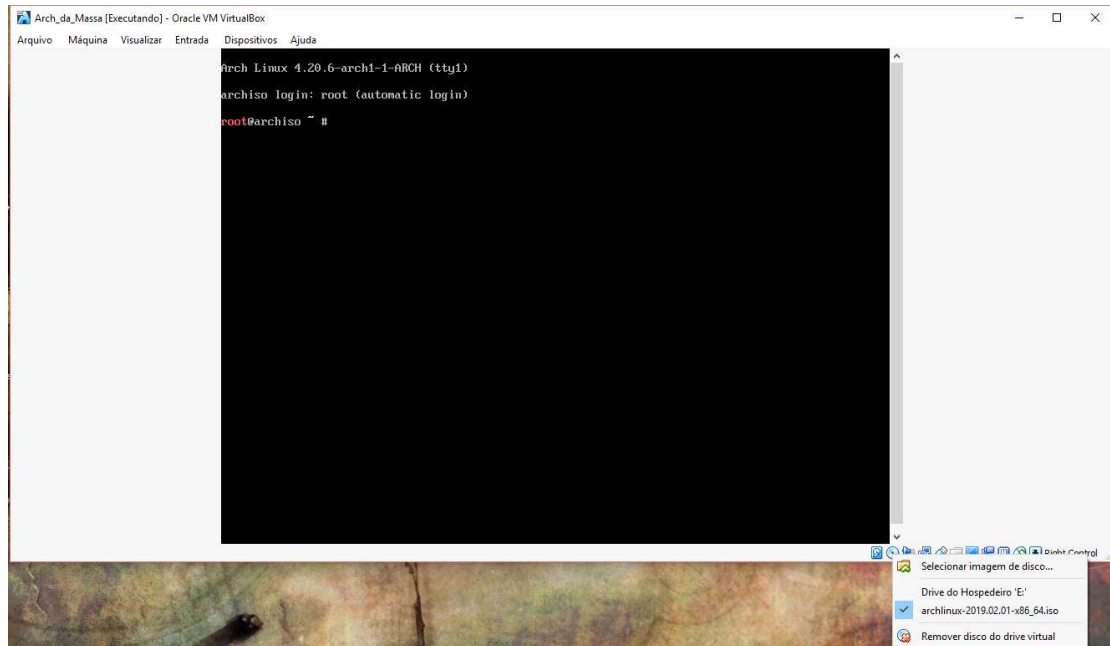 Arch_da_Massa [Executando] - Oracle VM VirtualBox
Arquivo Máquina Visualizar Entrada Dispositivos Ajuda
Arch Linux 4.20.6-arch1-1-ARCH (tty1)
archiso login: root (automatic login)
root@archiso ~ #
Right Control
Selecionar imagem de disco...
Drive do Hospedeiro 'E:'
archlinux-2019.02.01-x86_64.iso
Remover disco do drive virtual